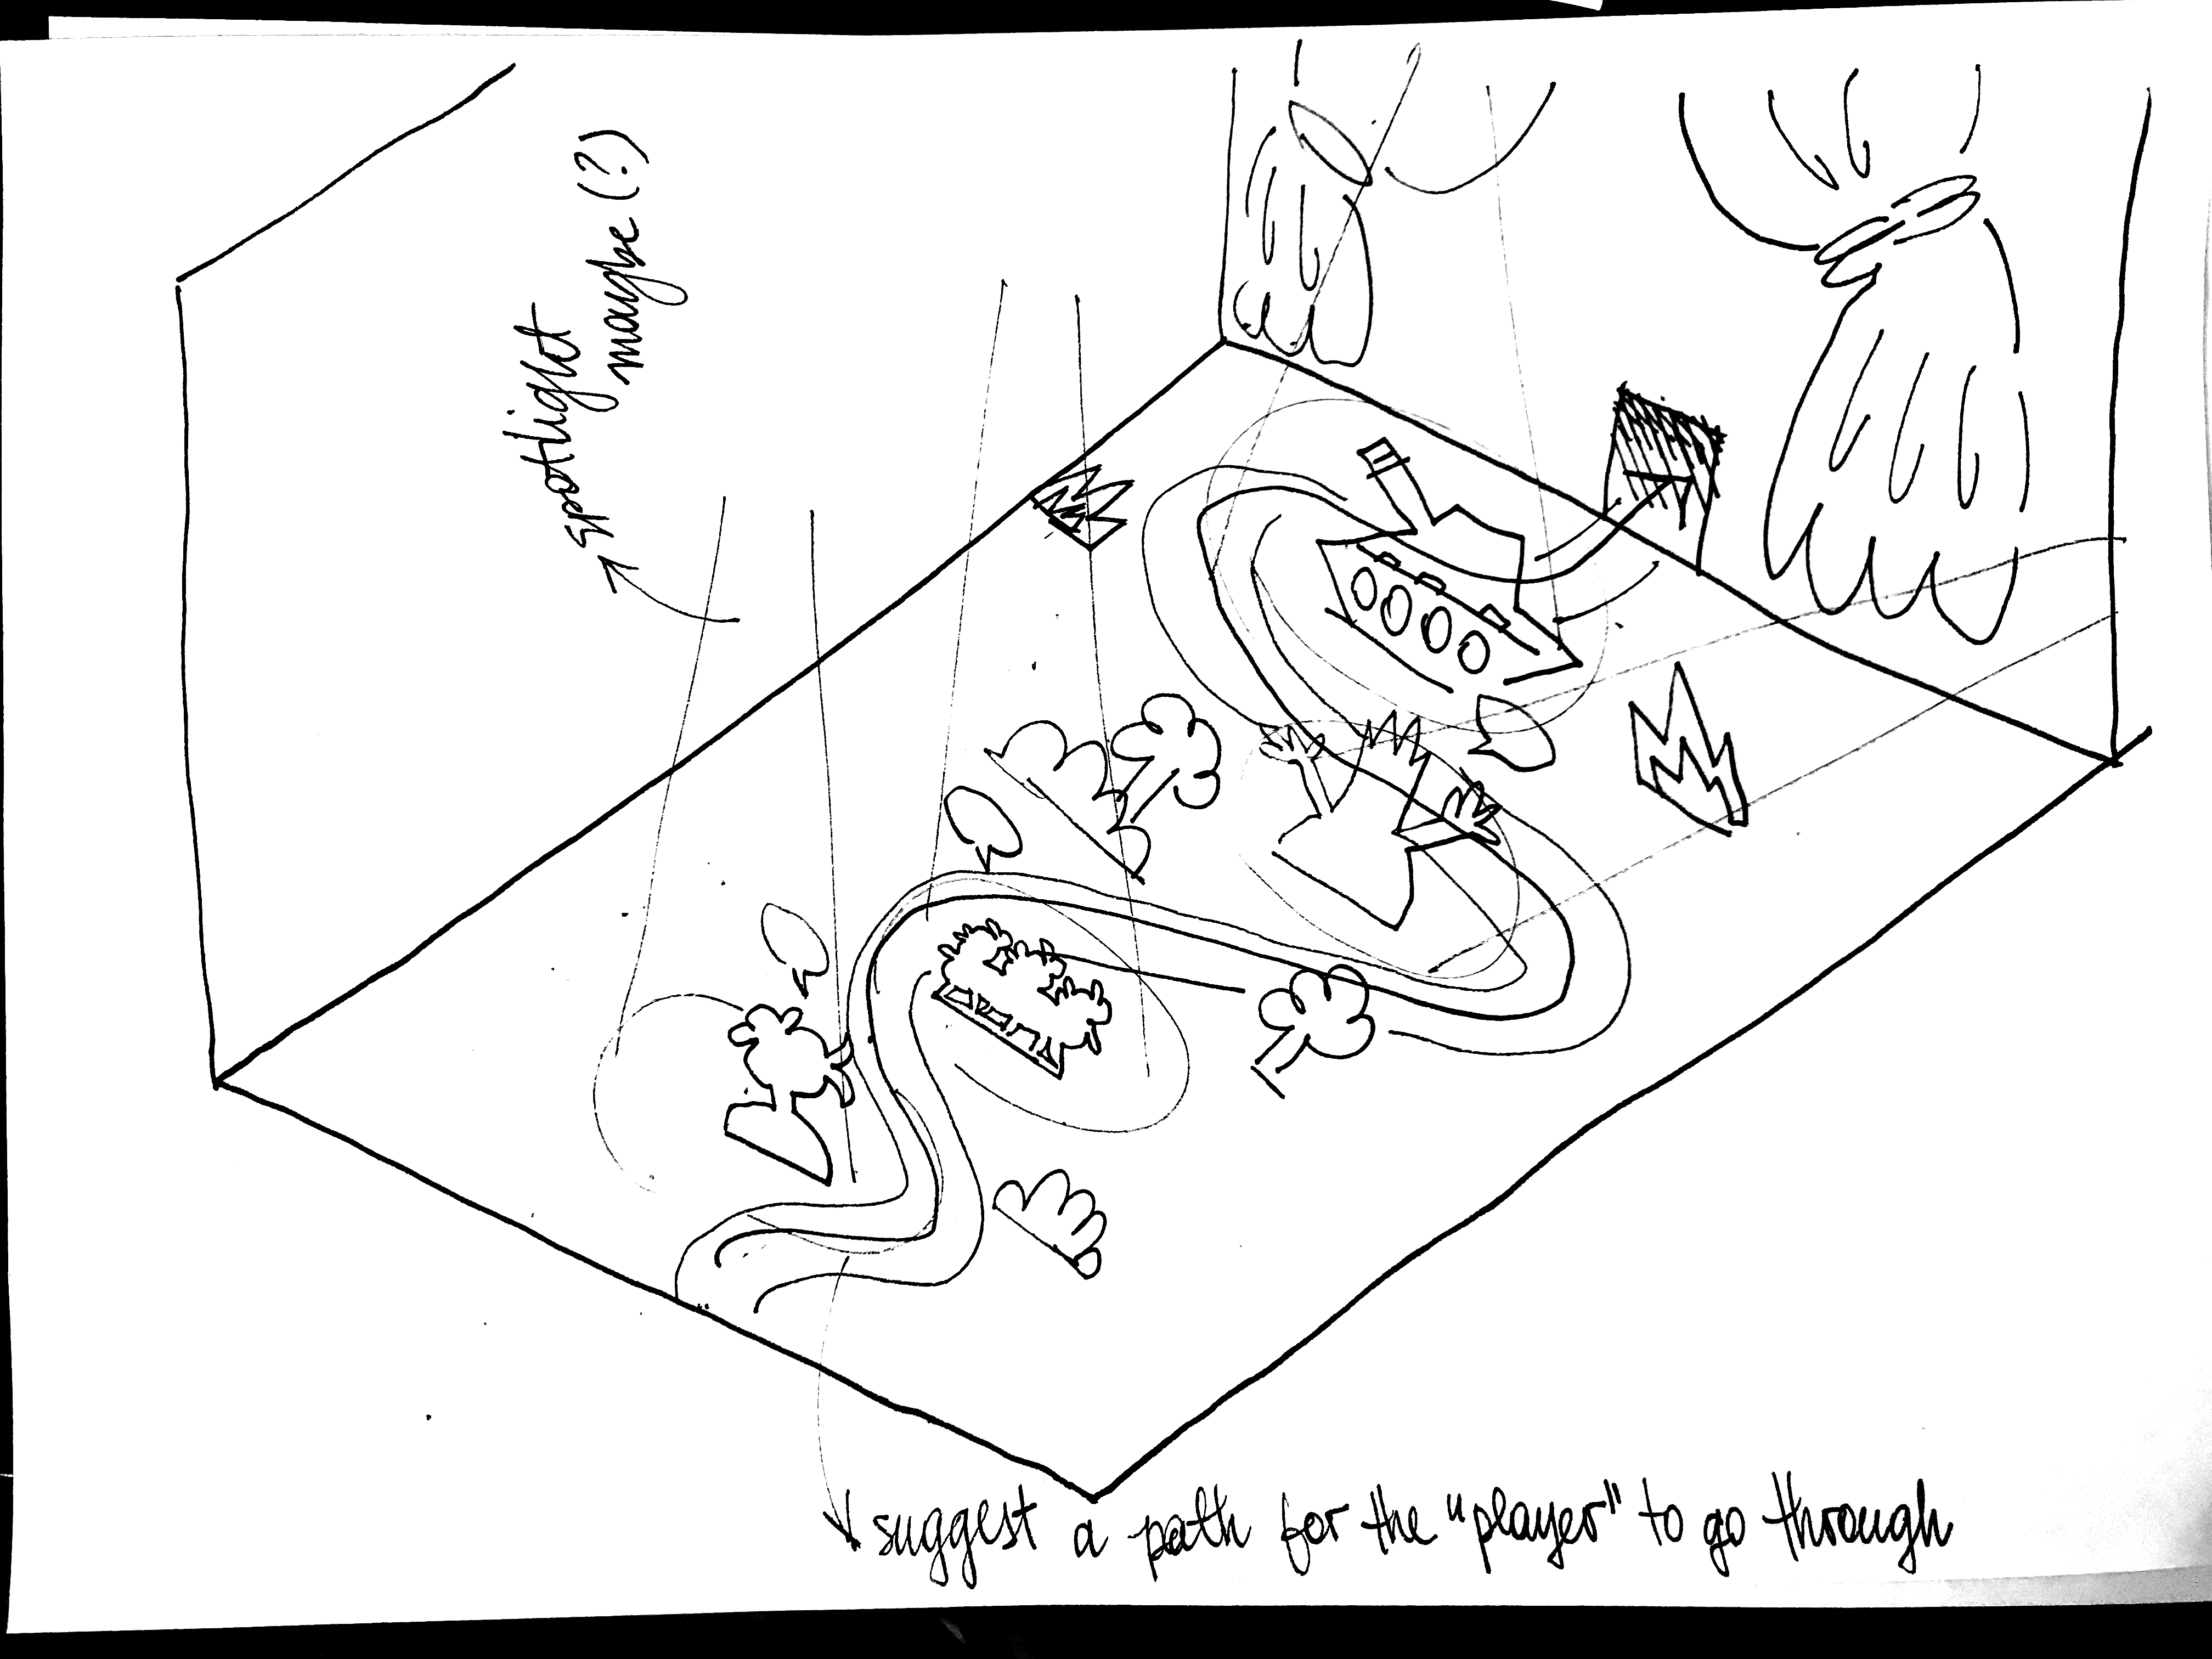 spotlight
maybe (?)
suggest a path for the "player" to go through